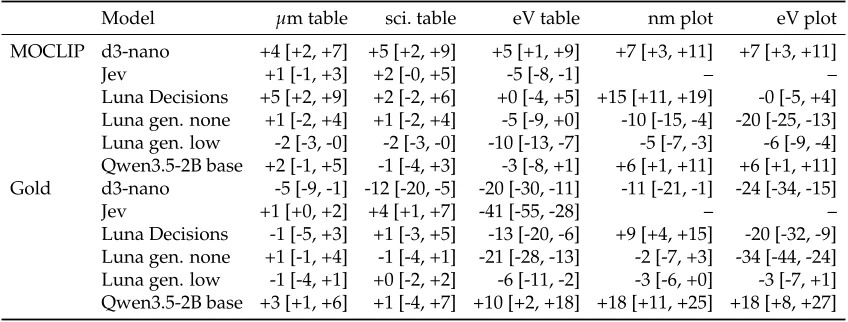 Model µm table sci. table eV table nm plot eV plot
MOCLIP d3-nano +4 [+2, +7] +5 [+2, +9] +5 [+1, +9] +7 [+3, +11] +7 [+3, +11]
Jev +1 [-1, +3] +2 [-0, +5] -5 [-8, -1] – –
Luna Decisions +5 [+2, +9] +2 [-2, +6] +0 [-4, +5] +15 [+11, +19] -0 [-5, +4]
Luna gen. none +1 [-2, +4] +1 [-2, +4] -5 [-9, +0] -10 [-15, -4] -20 [-25, -13]
Luna gen. low -2 [-3, -0] -2 [-3, -0] -10 [-13, -7] -5 [-7, -3] -6 [-9, -4]
Qwen3.5-2B base +2 [-1, +5] -1 [-4, +3] -3 [-8, +1] +6 [+1, +11] +6 [+1, +11]
Gold d3-nano -5 [-9, -1] -12 [-20, -5] -20 [-30, -11] -11 [-21, -1] -24 [-34, -15]
Jev +1 [+0, +2] +4 [+1, +7] -41 [-55, -28] – –
Luna Decisions -1 [-5, +3] +1 [-3, +5] -13 [-20, -6] +9 [+4, +15] -20 [-32, -9]
Luna gen. none +1 [-1, +4] -1 [-4, +1] -21 [-28, -13] -2 [-7, +3] -34 [-44, -24]
Luna gen. low -1 [-4, +1] +0 [-2, +2] -6 [-11, -2] -3 [-6, +0] -3 [-7, +1]
Qwen3.5-2B base +3 [+1, +6] +1 [-4, +7] +10 [+2, +18] +18 [+11, +25] +18 [+8, +27]